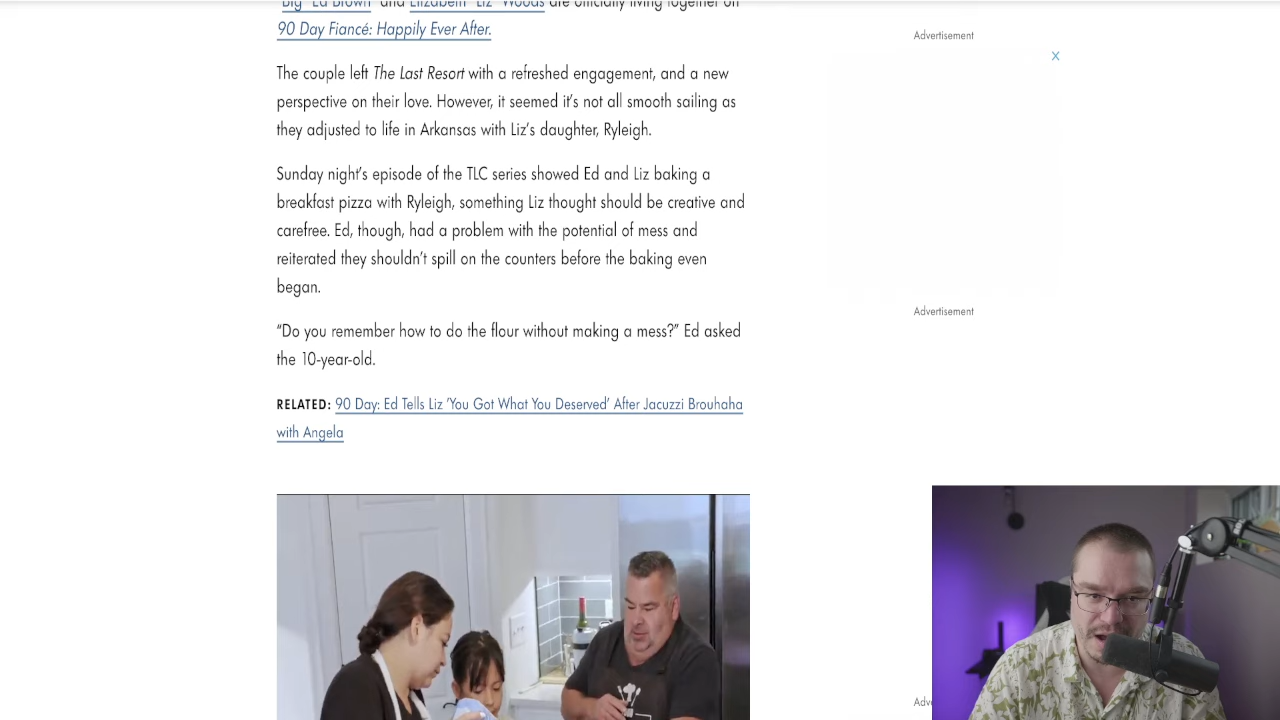 "Big" Ed Brown and Elizabeth "Liz" Woods are officially living together on
90 Day Fiancé: Happily Ever After.
Advertisement
X
The couple left The Last Resort with a refreshed engagement, and a new
perspective on their love. However, it seemed it's not all smooth sailing as
they adjusted to life in Arkansas with Liz's daughter, Ryleigh.
Sunday night's episode of the TLC series showed Ed and Liz baking a
breakfast pizza with Ryleigh, something Liz thought should be creative and
carefree. Ed, though, had a problem with the potential of mess and
reiterated they shouldn't spill on the counters before the baking even
began.
Advertisement
“Do you remember how to do the flour without making a mess?” Ed asked
the 10-year-old.
RELATED: 90 Day: Ed Tells Liz 'You Got What You Deserved' After Jacuzzi Brouhaha
with Angela
Adve